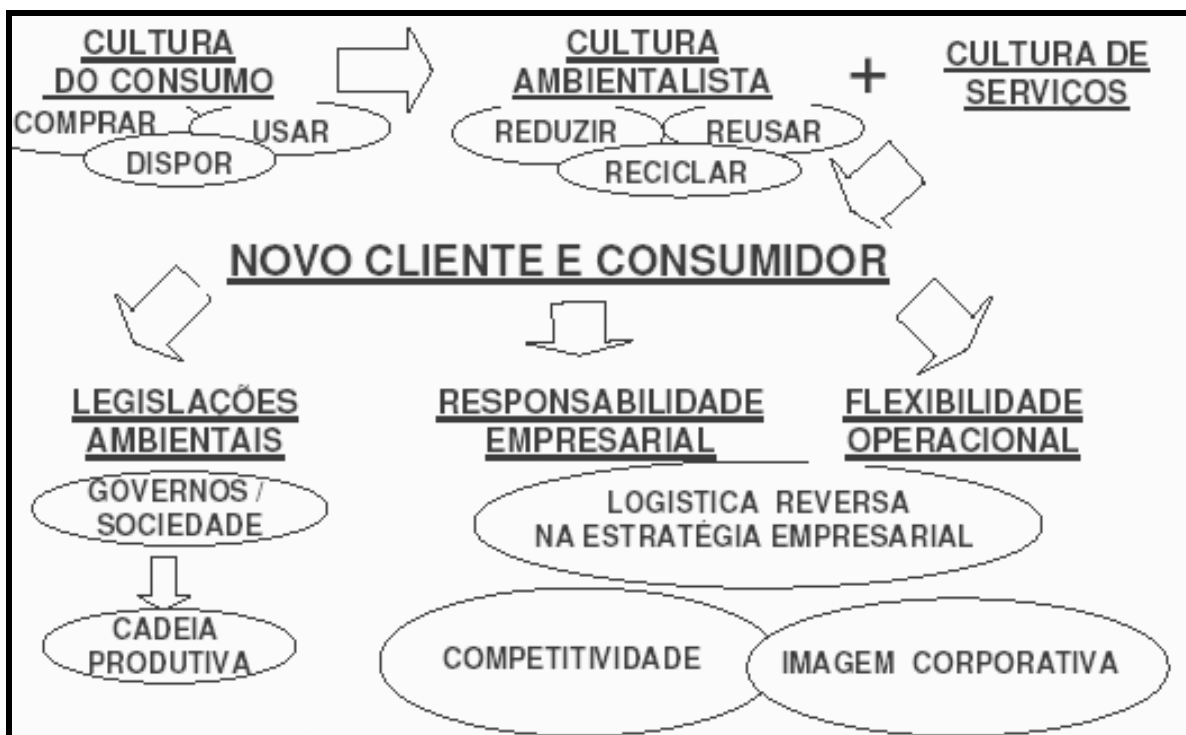 CULTURA
DO CONSUMO
COMPRAR
USAR
DISPOR
CULTURA
AMBIENTALISTA
REDUZIR
REUSAR
RECICLAR
+
CULTURA DE
SERVIÇOS
NOVO CLIENTE E CONSUMIDOR
LEGISLAÇÕES
AMBIENTAIS
GOVERNOS /
SOCIEDADE
CADEIA
PRODUTIVA
RESPONSABILIDADE
EMPRESARIAL
FLEXIBILIDADE
OPERACIONAL
LOGISTICA REVERSA
NA ESTRATÉGIA EMPRESARIAL
COMPETITIVIDADE
IMAGEM CORPORATIVA